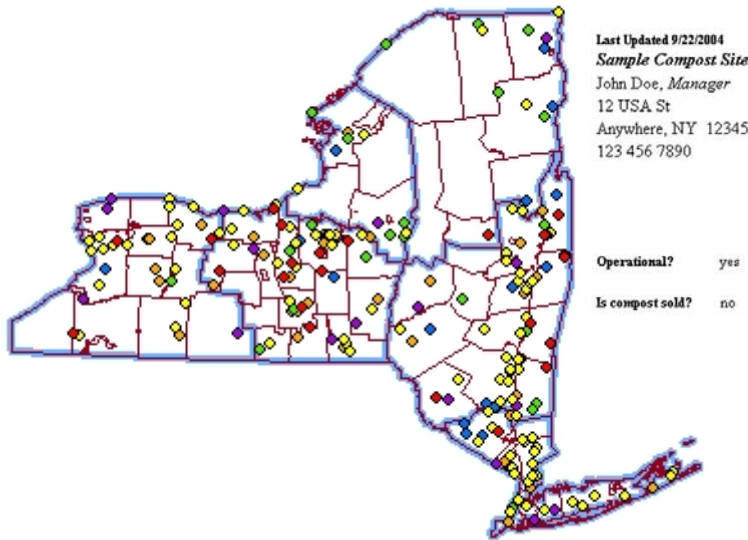 Last Updated 9/22/2004
Sample Compost Site
John Doe, Manager
12 USA St
Anywhere, NY 12345
123 456 7890
Operational? yes
Is compost sold? no